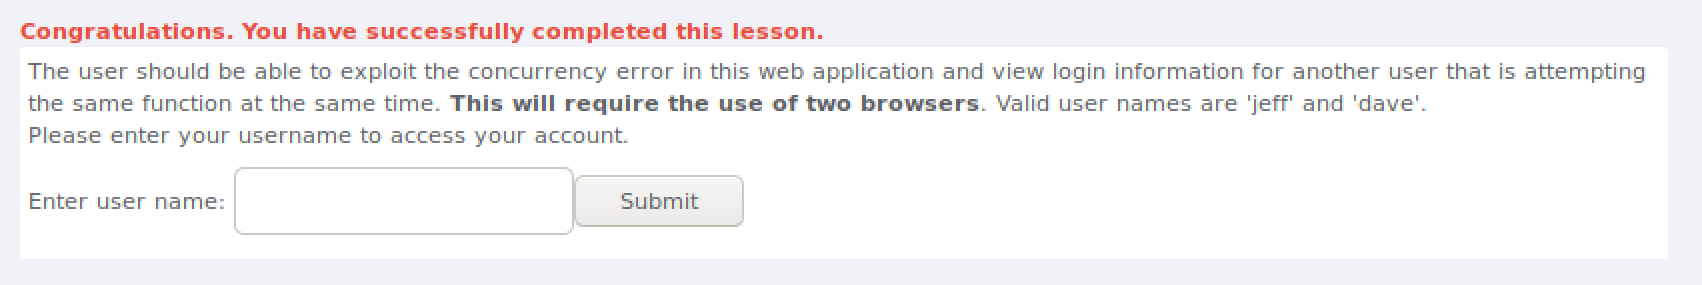 Congratulations. You have successfully completed this lesson.
The user should be able to exploit the concurrency error in this web application and view login information for another user that is attempting
the same function at the same time. This will require the use of two browsers. Valid user names are 'jeff' and 'dave'.
Please enter your username to access your account.
Enter user name: Submit